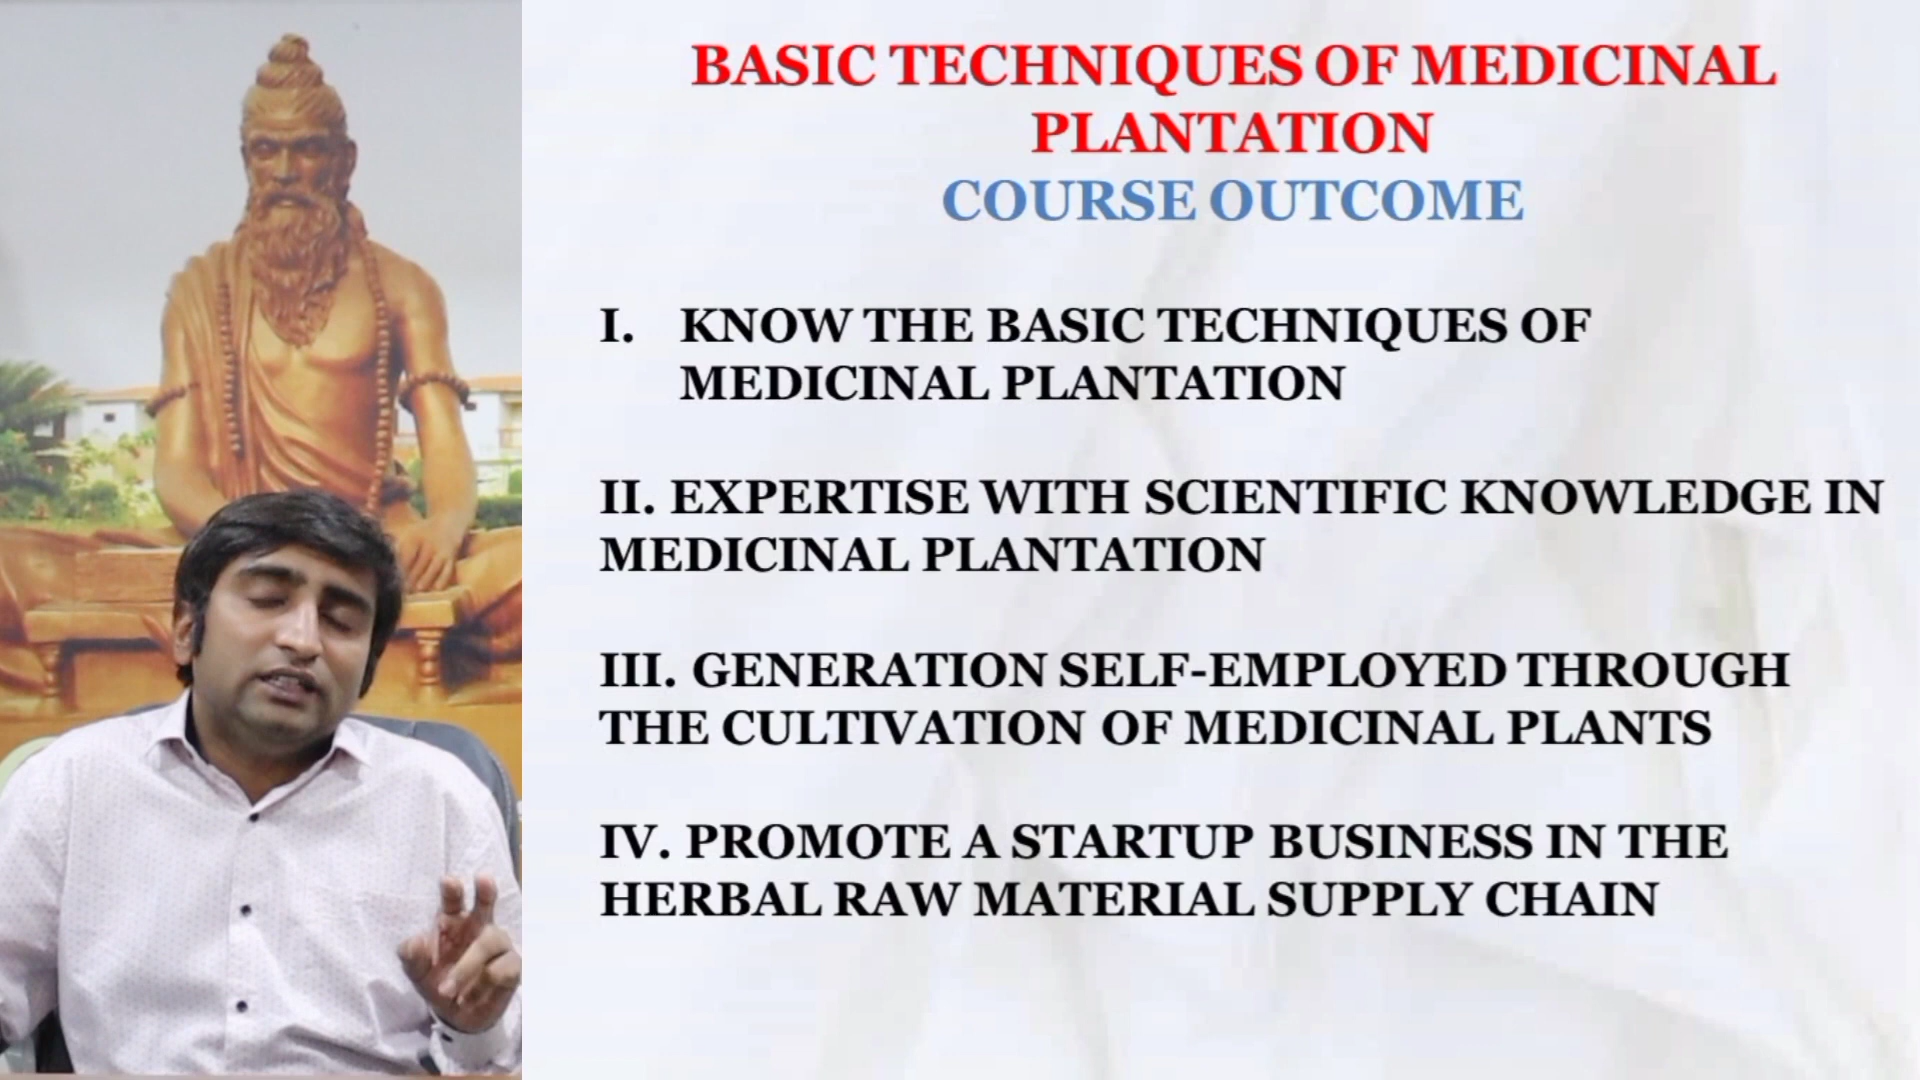 BASIC TECHNIQUES OF MEDICINAL
PLANTATION
COURSE OUTCOME
I. KNOW THE BASIC TECHNIQUES OF
MEDICINAL PLANTATION
II. EXPERTISE WITH SCIENTIFIC KNOWLEDGE IN
MEDICINAL PLANTATION
III. GENERATION SELF-EMPLOYED THROUGH
THE CULTIVATION OF MEDICINAL PLANTS
IV. PROMOTE A STARTUP BUSINESS IN THE
HERBAL RAW MATERIAL SUPPLY CHAIN